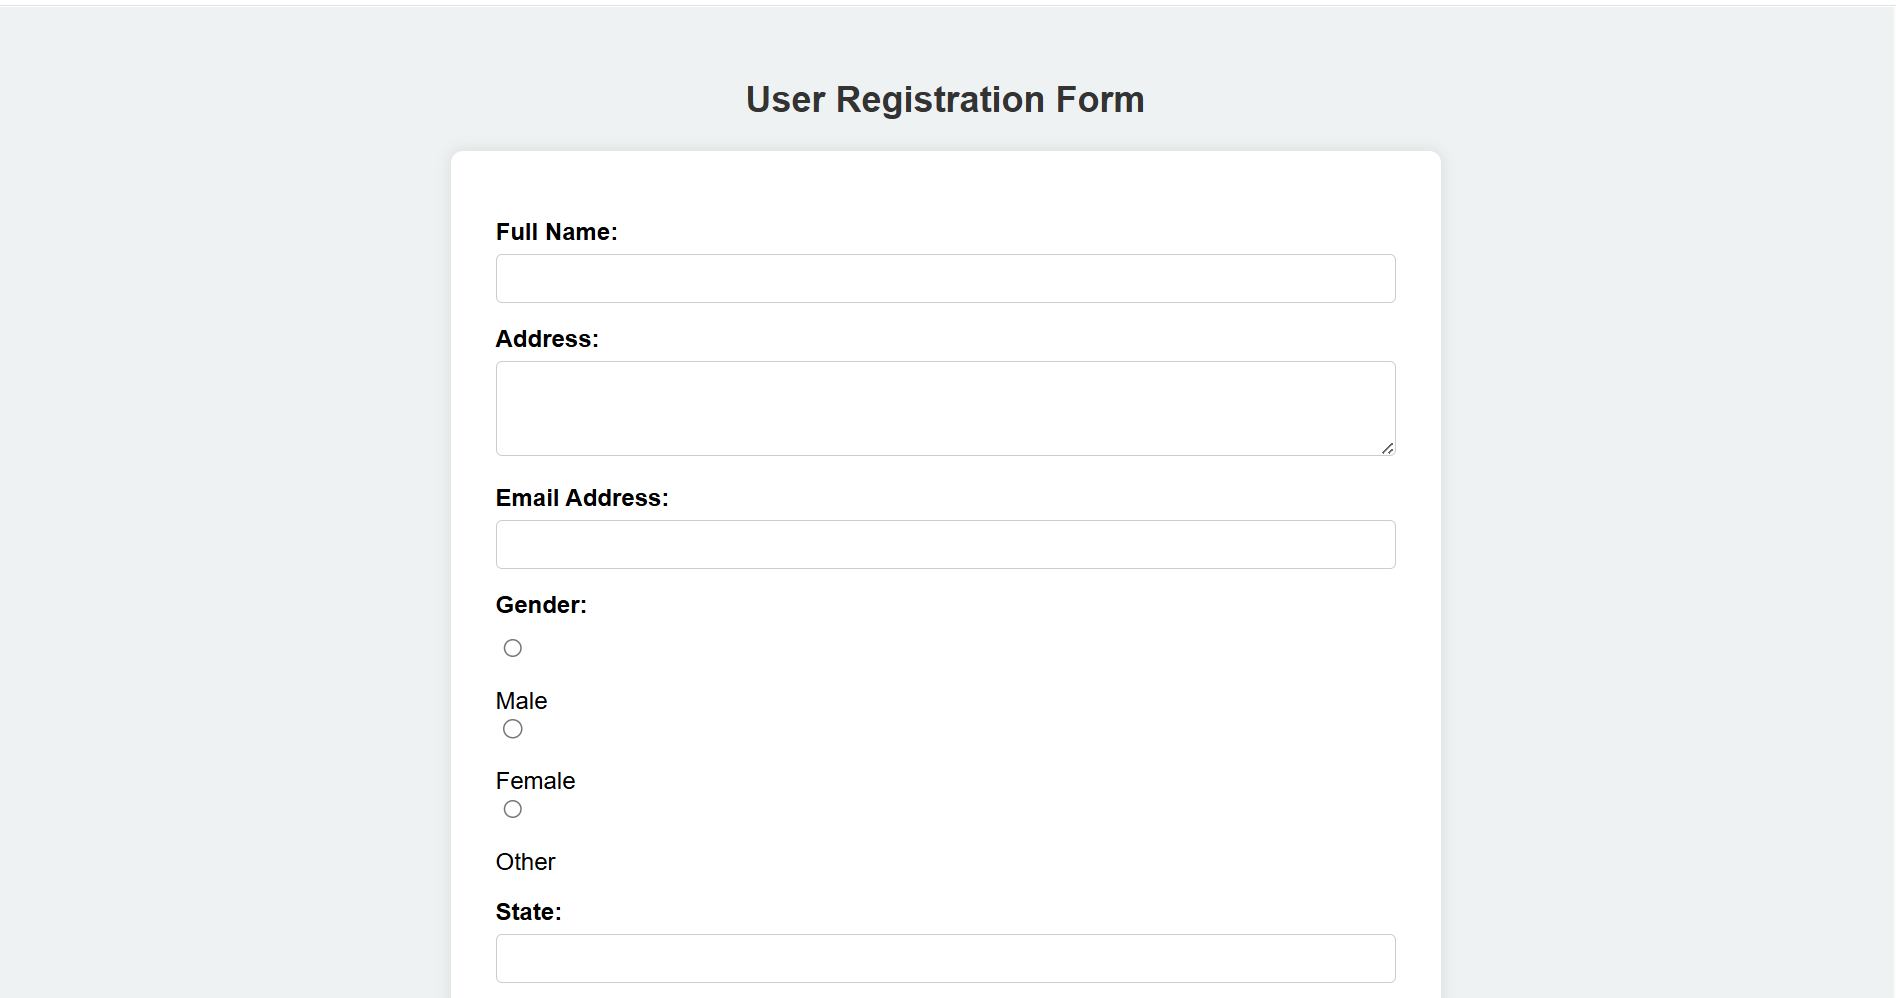 User Registration Form
Full Name:
Address:
Email Address:
Gender:
Male
Female
Other
State: